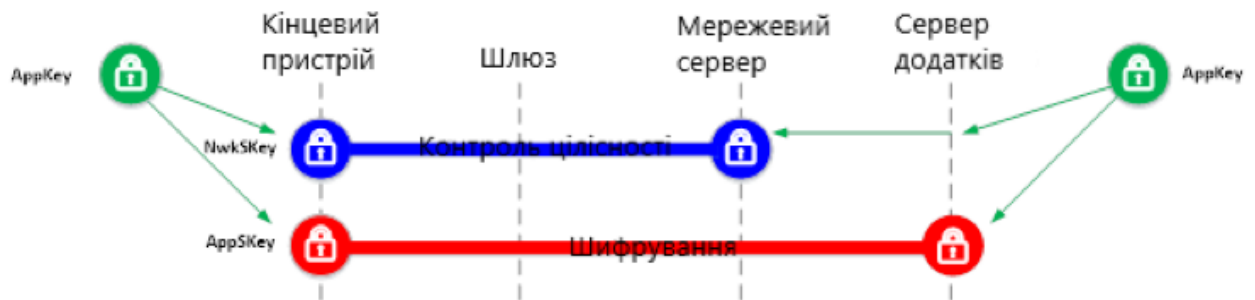 Кінцевий
пристрій
Шлюз
Мережевий
сервер
Сервер
додатків
AppKey
AppKey
NwkSKey
Контроль цілісності
AppSKey
Шифрування